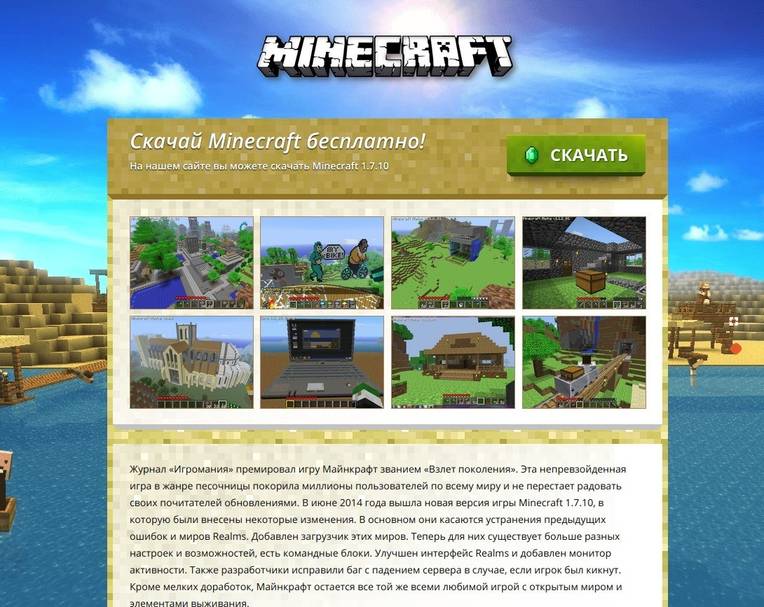 MINECRAFT
Скачай Minecraft бесплатно!
На нашем сайте вы можете скачать Minecraft 1.7.10
СКАЧАТЬ
MY
BIKE!
Журнал «Игромания» премировал игру Майнкрафт званием «Взлет поколения». Эта непревзойденная
игра в жанре песочницы покорила миллионы пользователей по всему миру и не перестает радовать
своих почитателей обновлениями. В июне 2014 года вышла новая версия игры Minecraft 1.7.10, в
которую были внесены некоторые изменения. В основном они касаются устранения предыдущих
ошибок и миров Realms. Добавлен загрузчик этих миров. Теперь для них существует больше разных
настроек и возможностей, есть командные блоки. Улучшен интерфейс Realms и добавлен монитор
активности. Также разработчики исправили баг с падением сервера в случае, если игрок был кикнут.
Кроме мелких доработок, Майнкрафт остается все той же всеми любимой игрой с открытым миром и
элементами выживания.